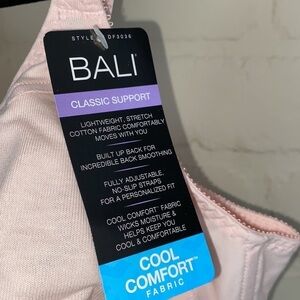 STYLE DF3036
BALI
CLASSIC SUPPORT
LIGHTWEIGHT, STRETCH
COTTON FABRIC COMFORTABLY
MOVES WITH YOU
BUILT UP BACK FOR
INCREDIBLE BACK SMOOTHING
FULLY ADJUSTABLE,
NO-SLIP STRAPS
FOR A PERSONALIZED FIT
COOL COMFORT™ FABRIC
WICKS MOISTURE &
HELPS KEEP YOU
COOL & COMFORTABLE
COOL
COMFORT™
FABRIC